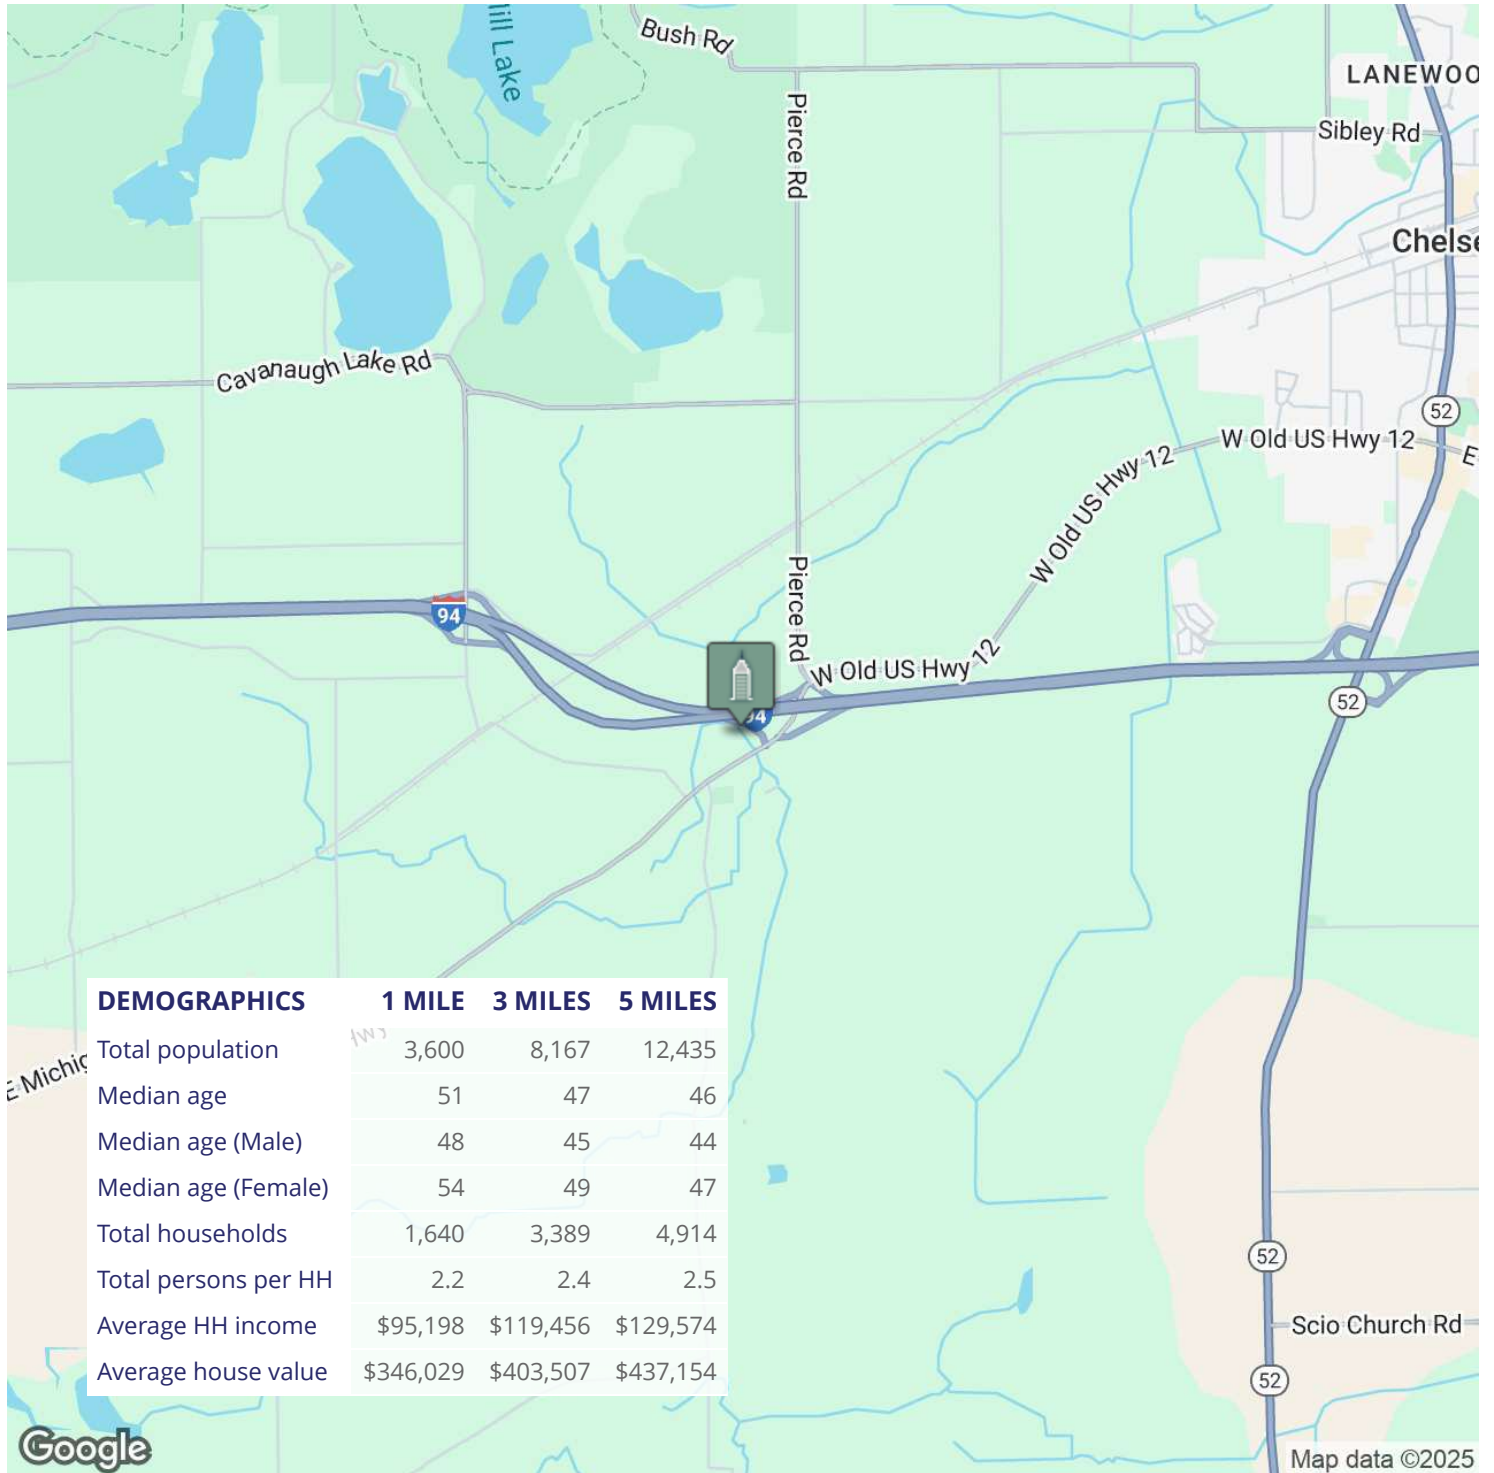 Hill Lake
Bush Rd
LANEWOO
Sibley Rd
Pierce Rd
Chelse
Cavanaugh Lake Rd
52
W Old US Hwy 12
E
W Old US Hwy 12
Pierce Rd
94
W Old US Hwy 12
94
52
DEMOGRAPHICS 1 MILE 3 MILES 5 MILES
Total population 3,600 8,167 12,435
Hwy
E Michig
Median age 51 47 46
Median age (Male) 48 45 44
Median age (Female) 54 49 47
Total households 1,640 3,389 4,914
52
Total persons per HH 2.2 2.4 2.5
Average HH income $95,198 $119,456 $129,574
Scio Church Rd
Average house value $346,029 $403,507 $437,154
52
Google
Map data ©2025